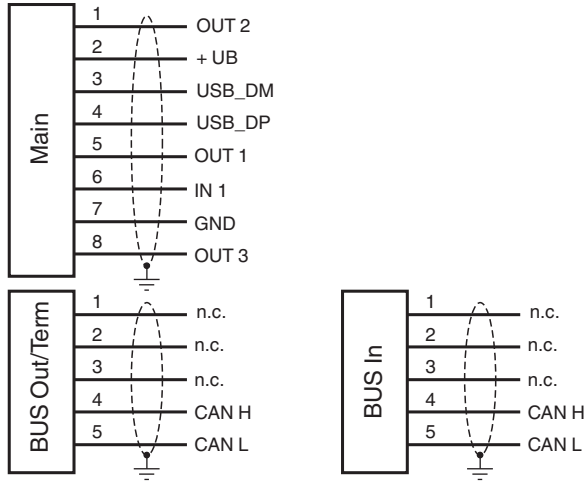 Main
1 OUT 2
2 + UB
3 USB_DM
4 USB_DP
5 OUT 1
6 IN 1
7 GND
8 OUT 3
BUS Out/Term
1 n.c.
2 n.c.
3 n.c.
4 CAN H
5 CAN L
BUS In
1 n.c.
2 n.c.
3 n.c.
4 CAN H
5 CAN L